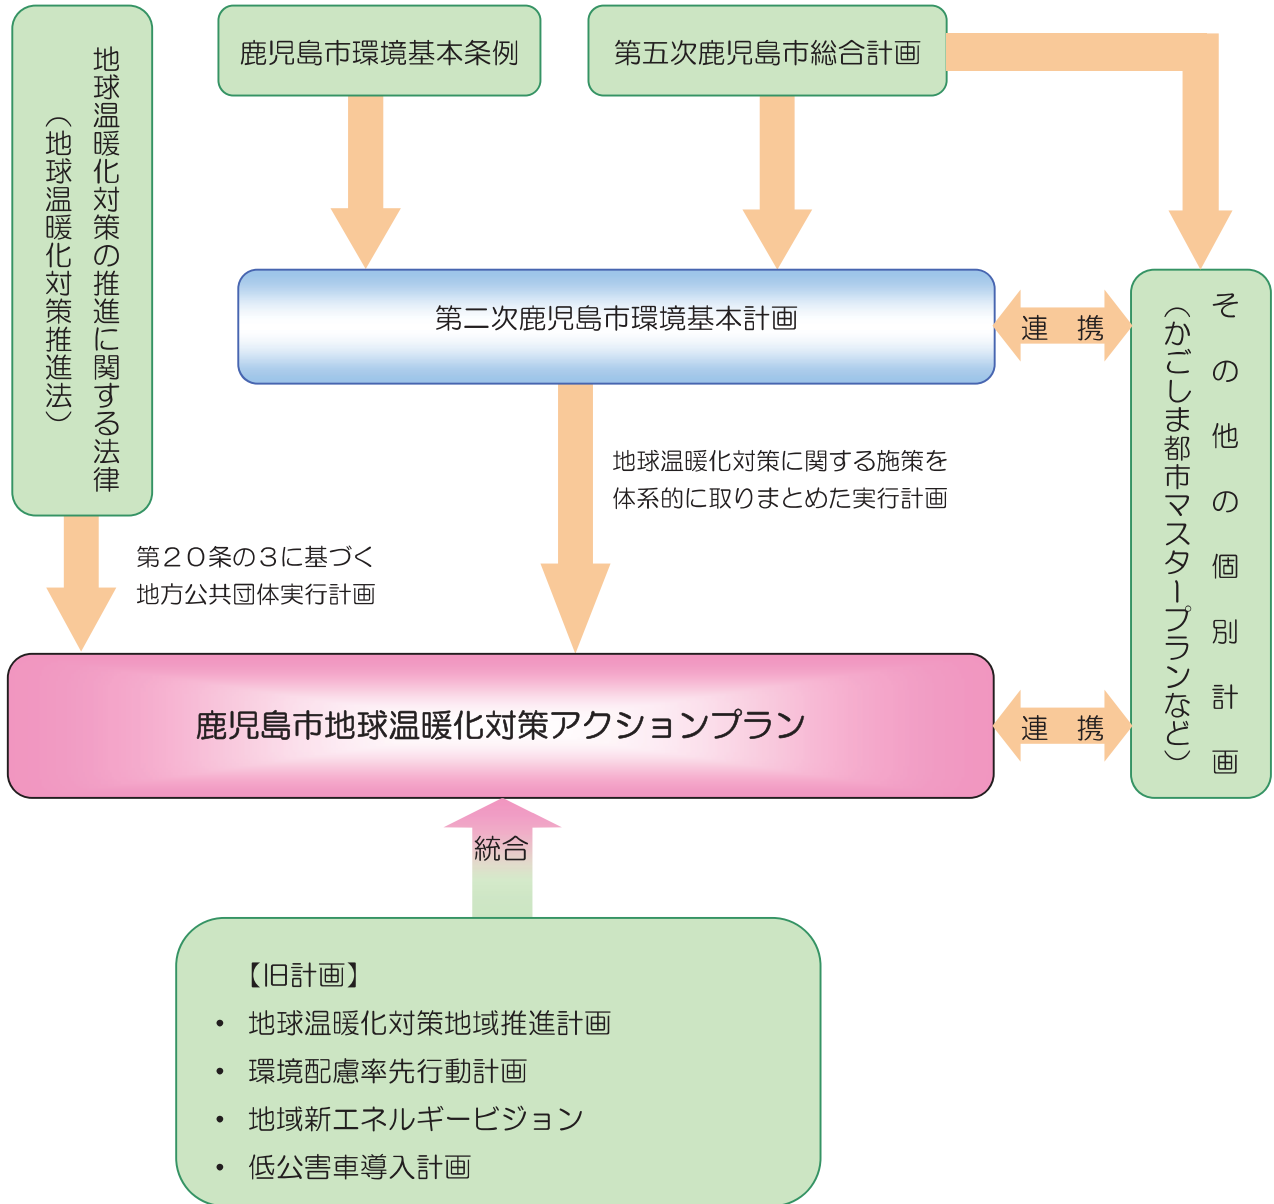 地球温暖化対策の推進に関する法律
（地球温暖化対策推進法）
鹿児島市環境基本条例
第五次鹿児島市総合計画
第二次鹿児島市環境基本計画
連　携
その他の個別計画
（かごしま都市マスタープランなど）
地球温暖化対策に関する施策を
体系的に取りまとめた実行計画
第２０条の３に基づく
地方公共団体実行計画
鹿児島市地球温暖化対策アクションプラン
連　携
統合
【旧計画】
• 地球温暖化対策地域推進計画
• 環境配慮率先行動計画
• 地域新エネルギービジョン
• 低公害車導入計画